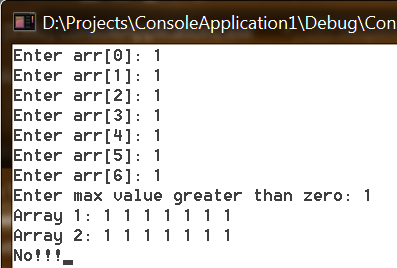 D:\Projects\ConsoleApplication1\Debug\Con
Enter arr[0]: 1
Enter arr[1]: 1
Enter arr[2]: 1
Enter arr[3]: 1
Enter arr[4]: 1
Enter arr[5]: 1
Enter arr[6]: 1
Enter max value greater than zero: 1
Array 1: 1 1 1 1 1 1 1
Array 2: 1 1 1 1 1 1 1
No!!!_